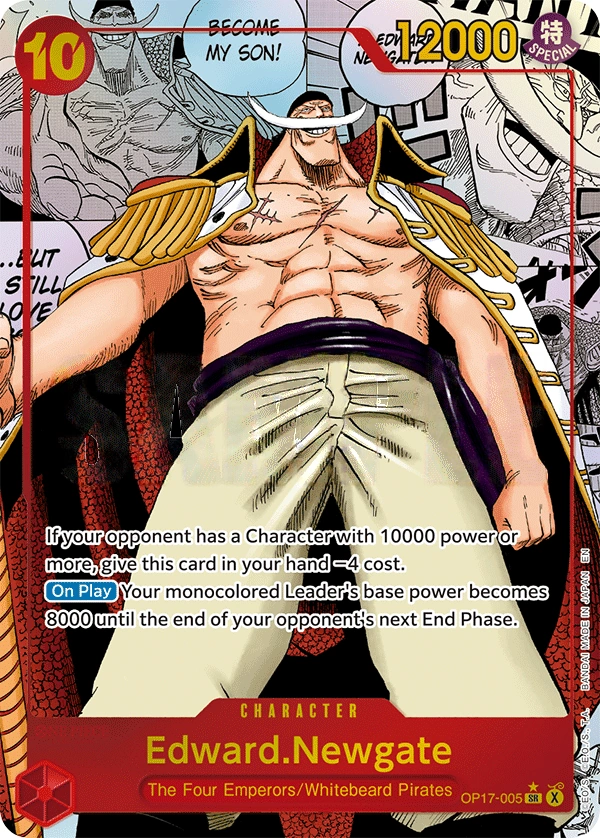 10
BECOME
MY SON!
EDWARD
NEWGATE
12000
特
SPECIAL
...BUT
STILL
LOVE
If your opponent has a Character with 10000 power or
more, give this card in your hand −4 cost.
On Play Your monocolored Leader's base power becomes
8000 until the end of your opponent's next End Phase.
BANDAI MADE IN JAPAN EN
CHARACTER
Edward.Newgate
The Four Emperors/Whitebeard Pirates
OP17-005 SR X